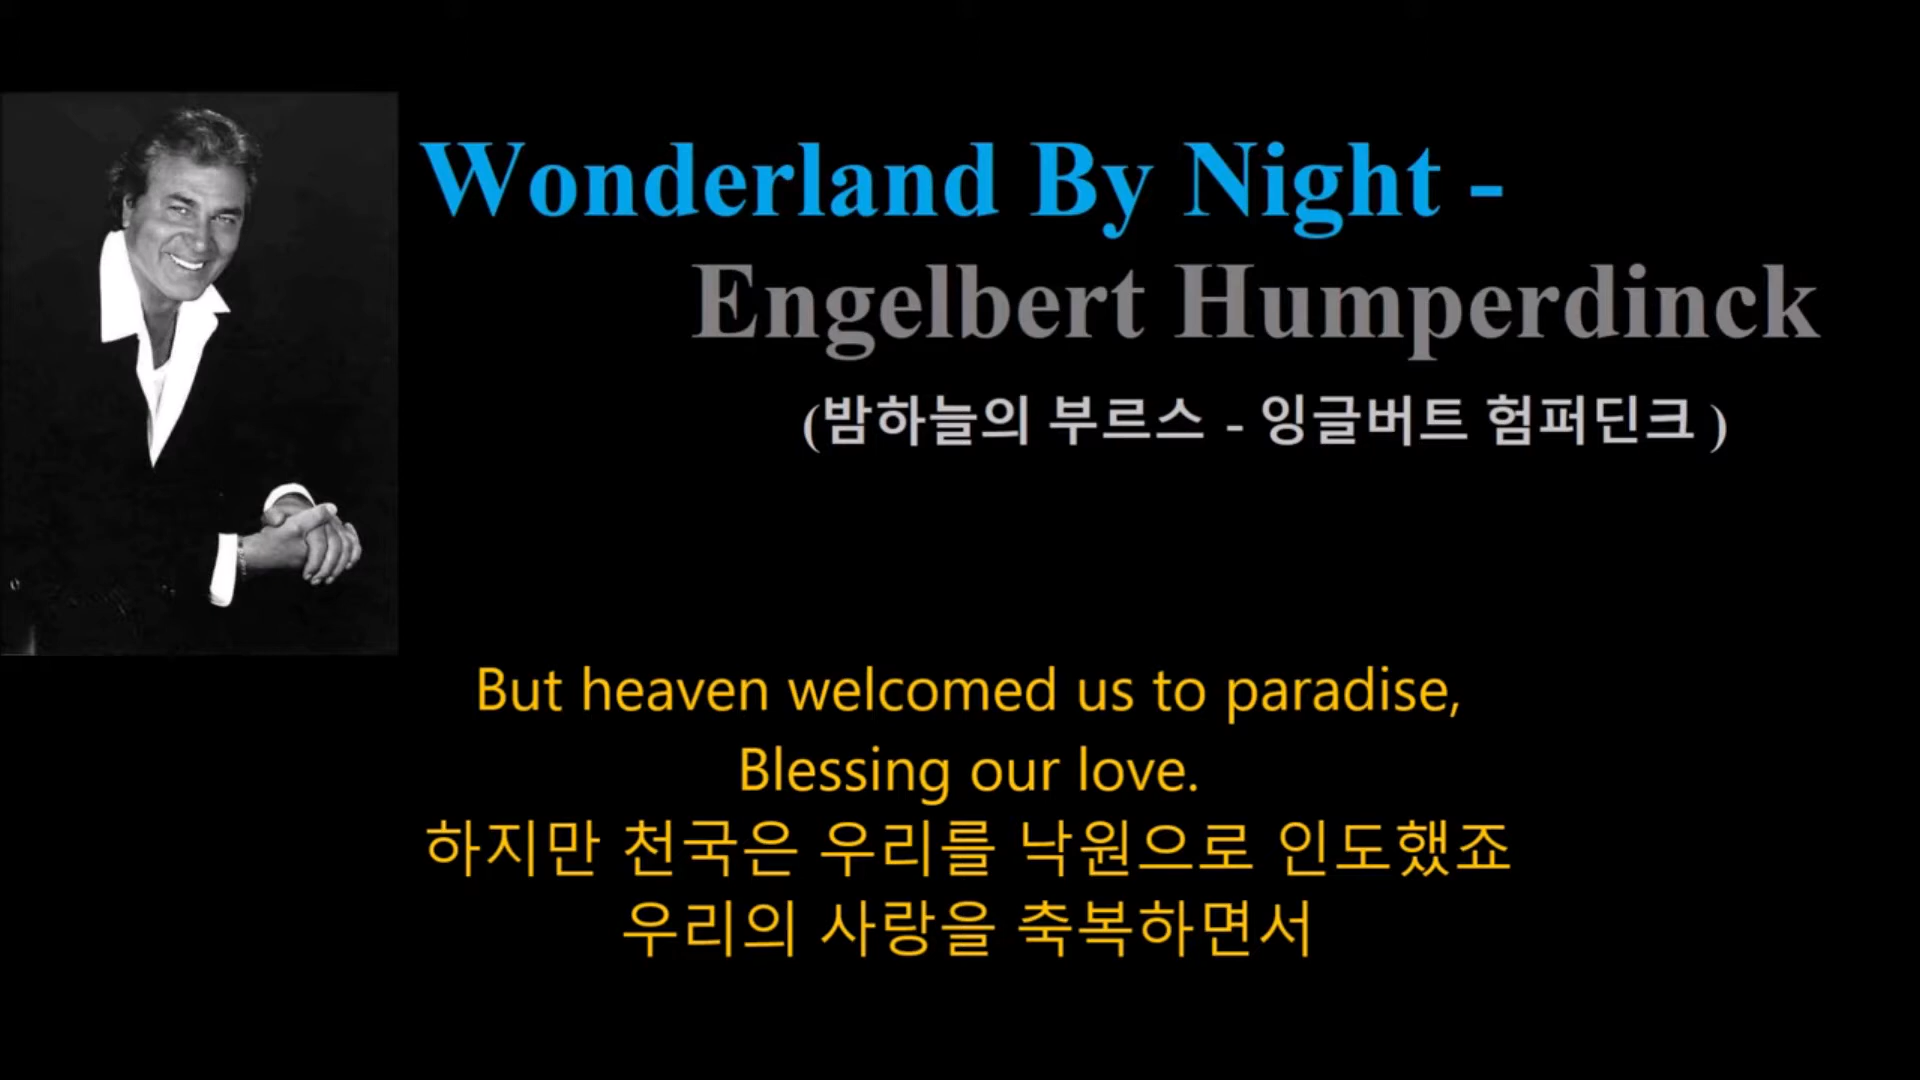 Wonderland By Night -
Engelbert Humperdinck
(밤하늘의 부르스 - 잉글버트 험퍼딘크 )
But heaven welcomed us to paradise,
Blessing our love.
하지만 천국은 우리를 낙원으로 인도했죠
우리의 사랑을 축복하면서